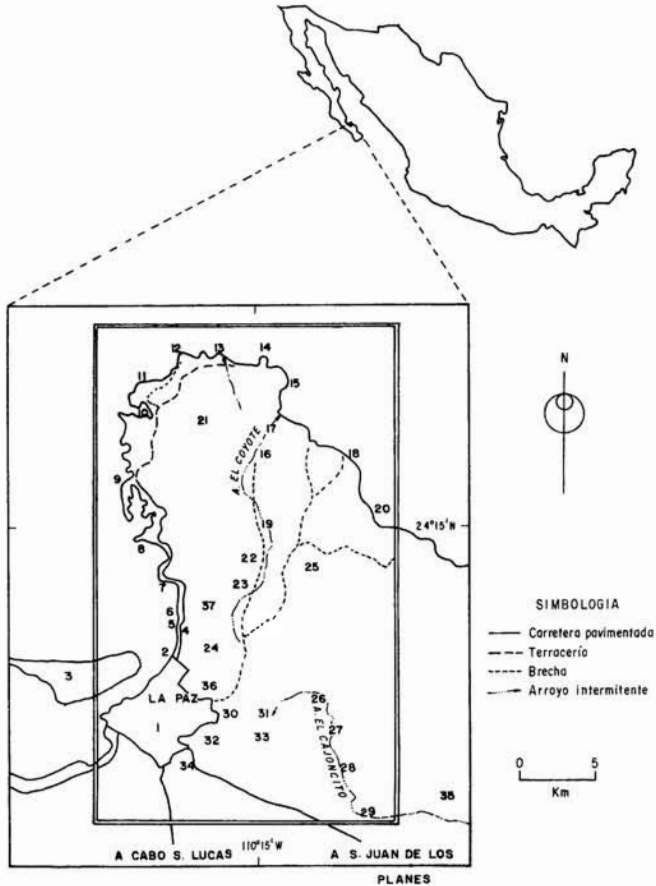 12 13 14
11 15
10
21
17
A. EL COYOTE
16 18
9
20
19 24°15'N
8
22 25
7 23
6 37
5 4
24
2
3
36
LA PAZ
26
30 31
1
32 33 27
A. EL CAJONCITO
34 28
38
29
110°15'W
A CABO S. LUCAS A S. JUAN DE LOS
PLANES
N
SIMBOLOGIA
Carretera pavimentada
Terracería
Brecha
Arroyo intermitente
0 5
Km